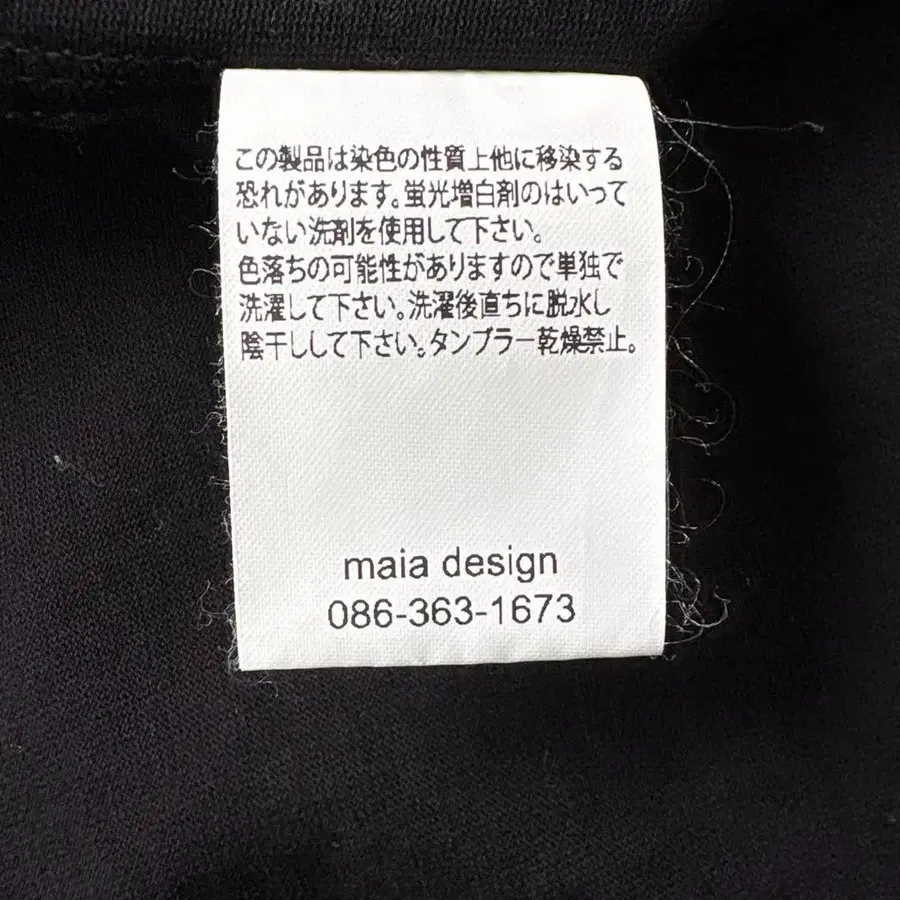 この製品は染色の性質上他に移染する
恐れがあります。蛍光増白剤のはいって
いない洗剤を使用して下さい。
色落ちの可能性がありますので単独で
洗濯して下さい。洗濯後直ちに脱水し
陰干ししして下さい。タンブラー乾燥禁止。
maia design
086-363-1673